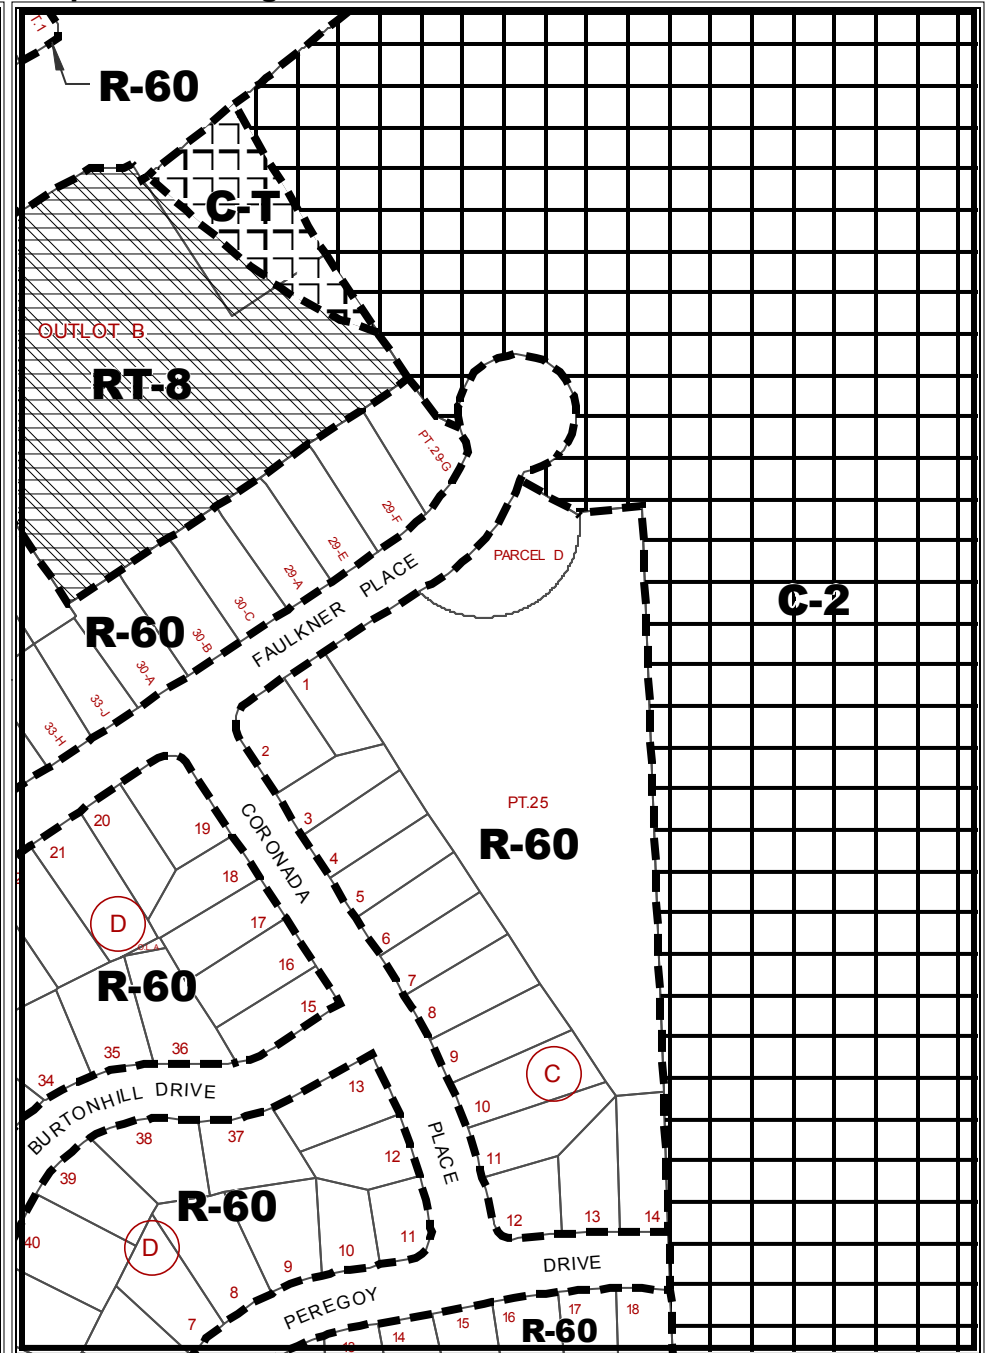 T.1
R-60
C-T
OUTLOT B
RT-8
PT.29-G
29-F
29-E
29-A
30-C
30-B
30-A
33-J
33-H
PARCEL D
FAULKNER PLACE
R-60
C-2
1
2
3
4
5
6
7
8
9
10
11
12
13
14
PT.25
R-60
C
CORONADA
PLACE
20
21
19
18
17
16
15
D
R-60
34
35
36
BURTONHILL DRIVE
13
12
11
10
9
8
7
37
38
39
40
R-60
D
PEREGOY DRIVE
14
15
16
17
18
R-60